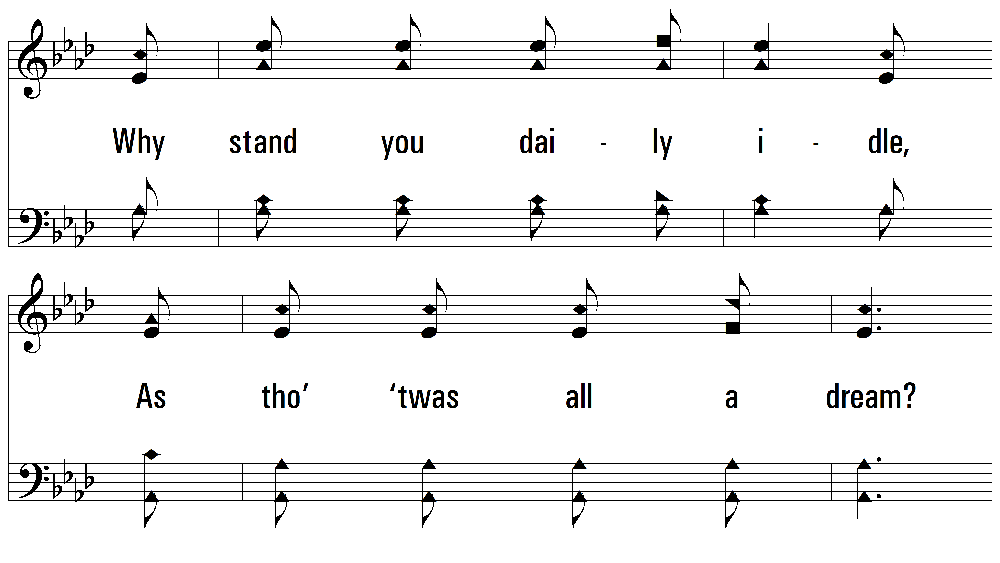 Why stand you dai - ly i - dle,
As tho’ ‘twas all a dream?